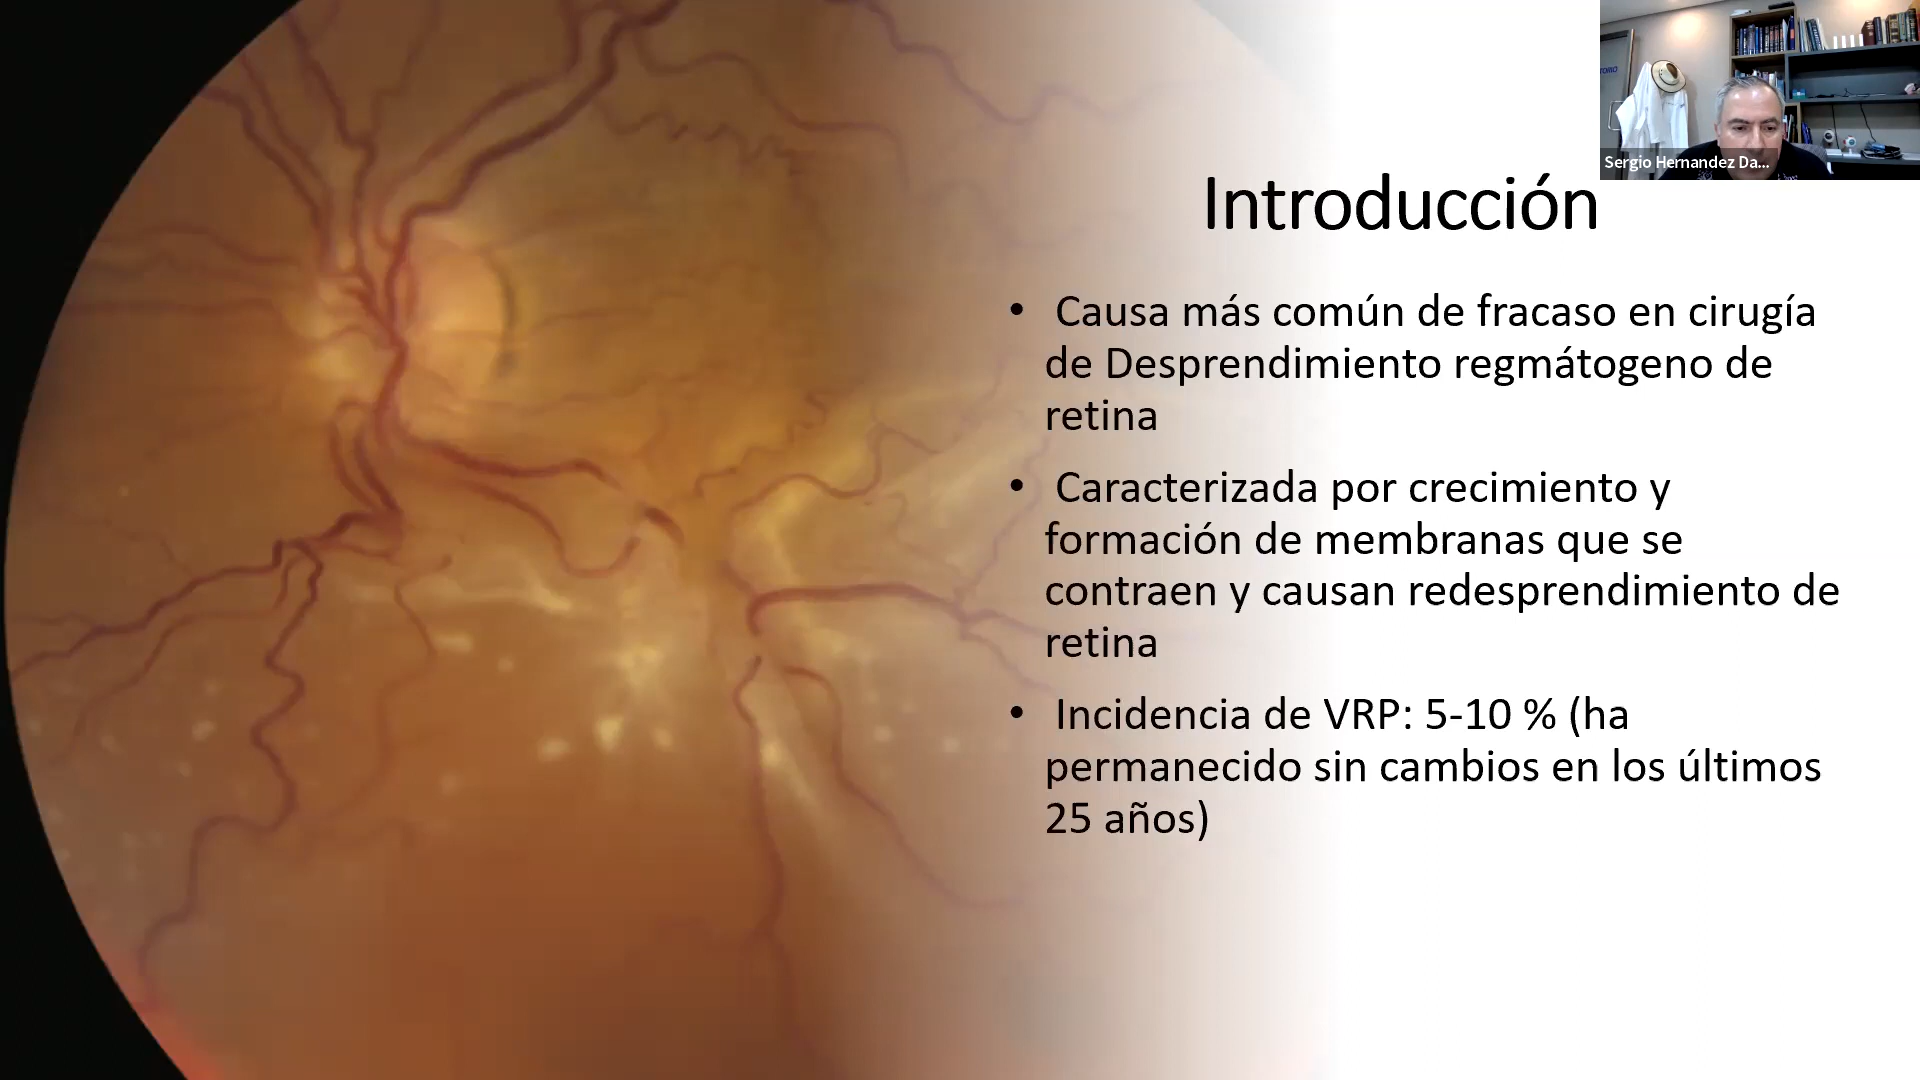 Sergio Hernandez Da...
Introducción
• Causa más común de fracaso en cirugía
de Desprendimiento regmátogeno de
retina
• Caracterizada por crecimiento y
formación de membranas que se
contraen y causan redesprendimiento de
retina
• Incidencia de VRP: 5-10 % (ha
permanecido sin cambios en los últimos
25 años)